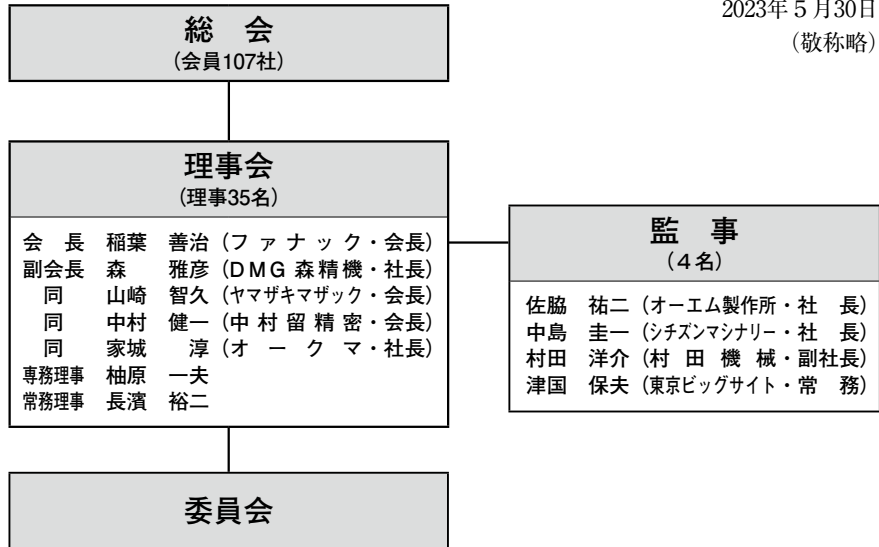 2023年５月30日
（敬称略）
総　会
（会員107社）
理事会
（理事35名）
会　長　稲葉　善治（ファナック・会長）
副会長　森　　雅彦（DMG 森精機・社長）
同　山崎　智久（ヤマザキマザック・会長）
同　中村　健一（中村留精密・会長）
同　家城　　淳（オークマ・社長）
専務理事　柚原　一夫
常務理事　長濱　裕二
監　事
（４名）
佐脇　祐二（オーエム製作所・社　長）
中島　圭一（シチズンマシナリー・社　長）
村田　洋介（村田機械・副社長）
津国　保夫（東京ビッグサイト・常　務）
委員会